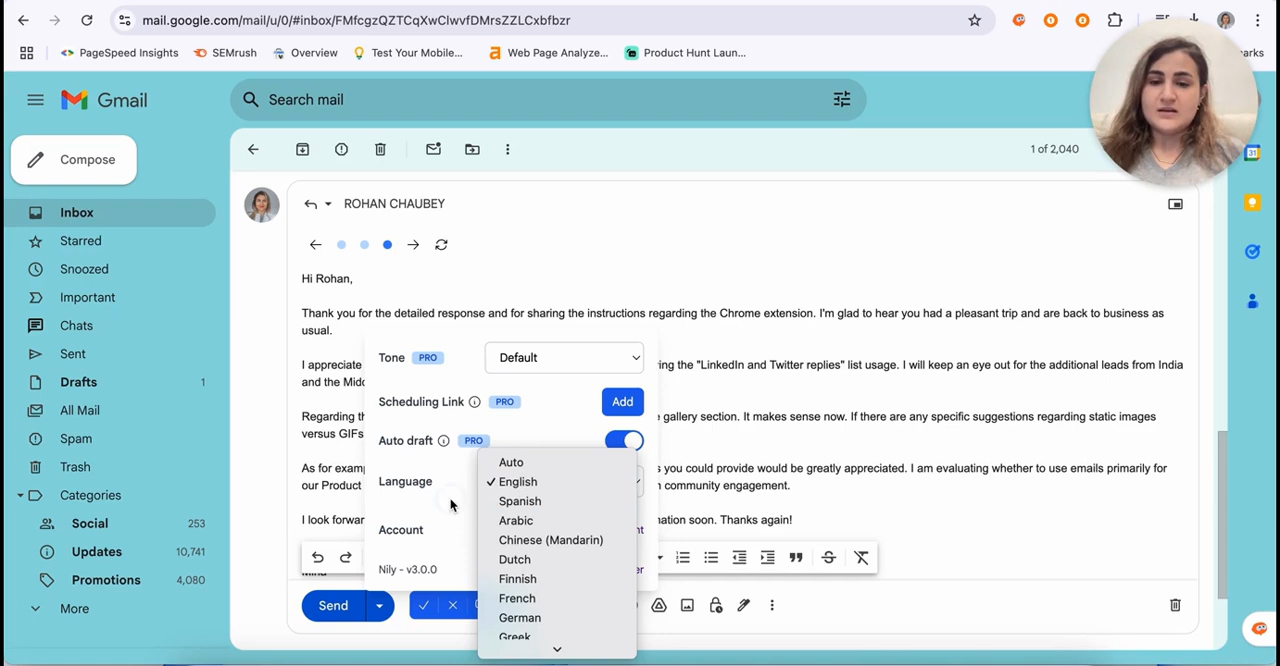 mail.google.com/mail/u/0/#inbox/FMfcgzQZTCqXwClwvfDMrsZZLCxbfbzr
PageSpeed Insights
SEMrush
Overview
Test Your Mobile...
Web Page Analyze...
Product Hunt Laun...
arks
Gmail
Search mail
Compose
1 of 2,040
Inbox
Starred
Snoozed
Important
Chats
Sent
Drafts 1
All Mail
Spam
Trash
Categories
Social 253
Updates 10,741
Promotions 4,080
More
ROHAN CHAUBEY
Hi Rohan,
Thank you for the detailed response and for sharing the instructions regarding the Chrome extension. I'm glad to hear you had a pleasant trip and are back to business as
usual.
I appreciate
ing the "LinkedIn and Twitter replies" list usage. I will keep an eye out for the additional leads from India
and the Midd
Regarding th
e gallery section. It makes sense now. If there are any specific suggestions regarding static images
versus GIFs
As for examp
s you could provide would be greatly appreciated. I am evaluating whether to use emails primarily for
our Product
n community engagement.
I look forwar
nation soon. Thanks again!
Tone PRO Default
Scheduling Link PRO Add
Auto draft PRO
Language
Account
nt
Nily - v3.0.0
er
Auto
✓ English
Spanish
Arabic
Chinese (Mandarin)
Dutch
Finnish
French
German
Greek
Send
31